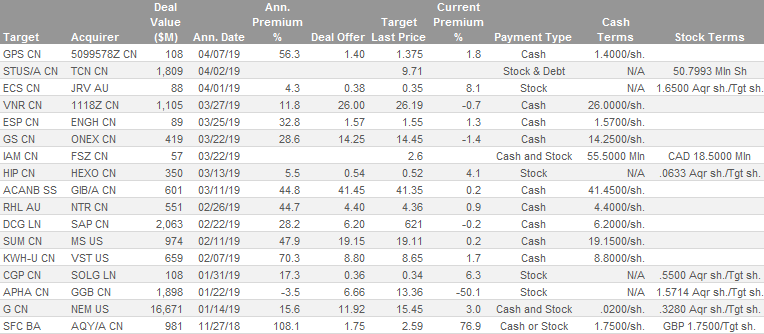 Deal Ann. Target Current
Value Premium Last Price Premium Cash
Target Acquirer ($M) Ann. Date % Deal Offer Last Price % Payment Type Terms Stock Terms
GPS CN 5099578Z CN 108 04/07/19 56.3 1.40 1.375 1.8 Cash 1.4000/sh.
STUS/A CN TCN CN 1,809 04/02/19 9.71 Stock & Debt N/A 50.7993 Mln Sh
ECS CN JRV AU 88 04/01/19 4.3 0.38 0.35 8.1 Stock N/A 1.6500 Aqr sh./Tgt sh.
VNR CN 1118Z CN 1,105 03/27/19 11.8 26.00 26.19 -0.7 Cash 26.0000/sh.
ESP CN ENGH CN 89 03/25/19 32.8 1.57 1.55 1.3 Cash 1.5700/sh.
GS CN ONEX CN 419 03/22/19 28.6 14.25 14.45 -1.4 Cash 14.2500/sh.
IAM CN FSZ CN 57 03/22/19 2.6 Cash and Stock 55.5000 Mln CAD 18.5000 Mln
HIP CN HEXO CN 350 03/13/19 5.5 0.54 0.52 4.1 Stock N/A .0633 Aqr sh./Tgt sh.
ACANB SS GIB/A CN 601 03/11/19 44.8 41.45 41.35 0.2 Cash 41.4500/sh.
RHL AU NTR CN 551 02/26/19 44.7 4.40 4.36 0.9 Cash 4.4000/sh.
DCG LN SAP CN 2,063 02/22/19 28.2 6.20 621 -0.2 Cash 6.2000/sh.
SUM CN MS US 974 02/11/19 47.9 19.15 19.11 0.2 Cash 19.1500/sh.
KWH-U CN VST US 659 02/07/19 70.3 8.80 8.65 1.7 Cash 8.8000/sh.
CGP CN SOLG LN 108 01/31/19 17.3 0.36 0.34 6.3 Stock N/A .5500 Aqr sh./Tgt sh.
APHA CN GGB CN 1,898 01/22/19 -3.5 6.66 13.36 -50.1 Stock N/A 1.5714 Aqr sh./Tgt sh.
G CN NEM US 16,671 01/14/19 15.6 11.92 15.45 3.0 Cash and Stock .0200/sh. .3280 Aqr sh./Tgt sh.
SFC BA AQY/A CN 981 11/27/18 108.1 1.75 2.59 76.9 Cash or Stock 1.7500/sh. GBP 1.7500/Tgt sh.